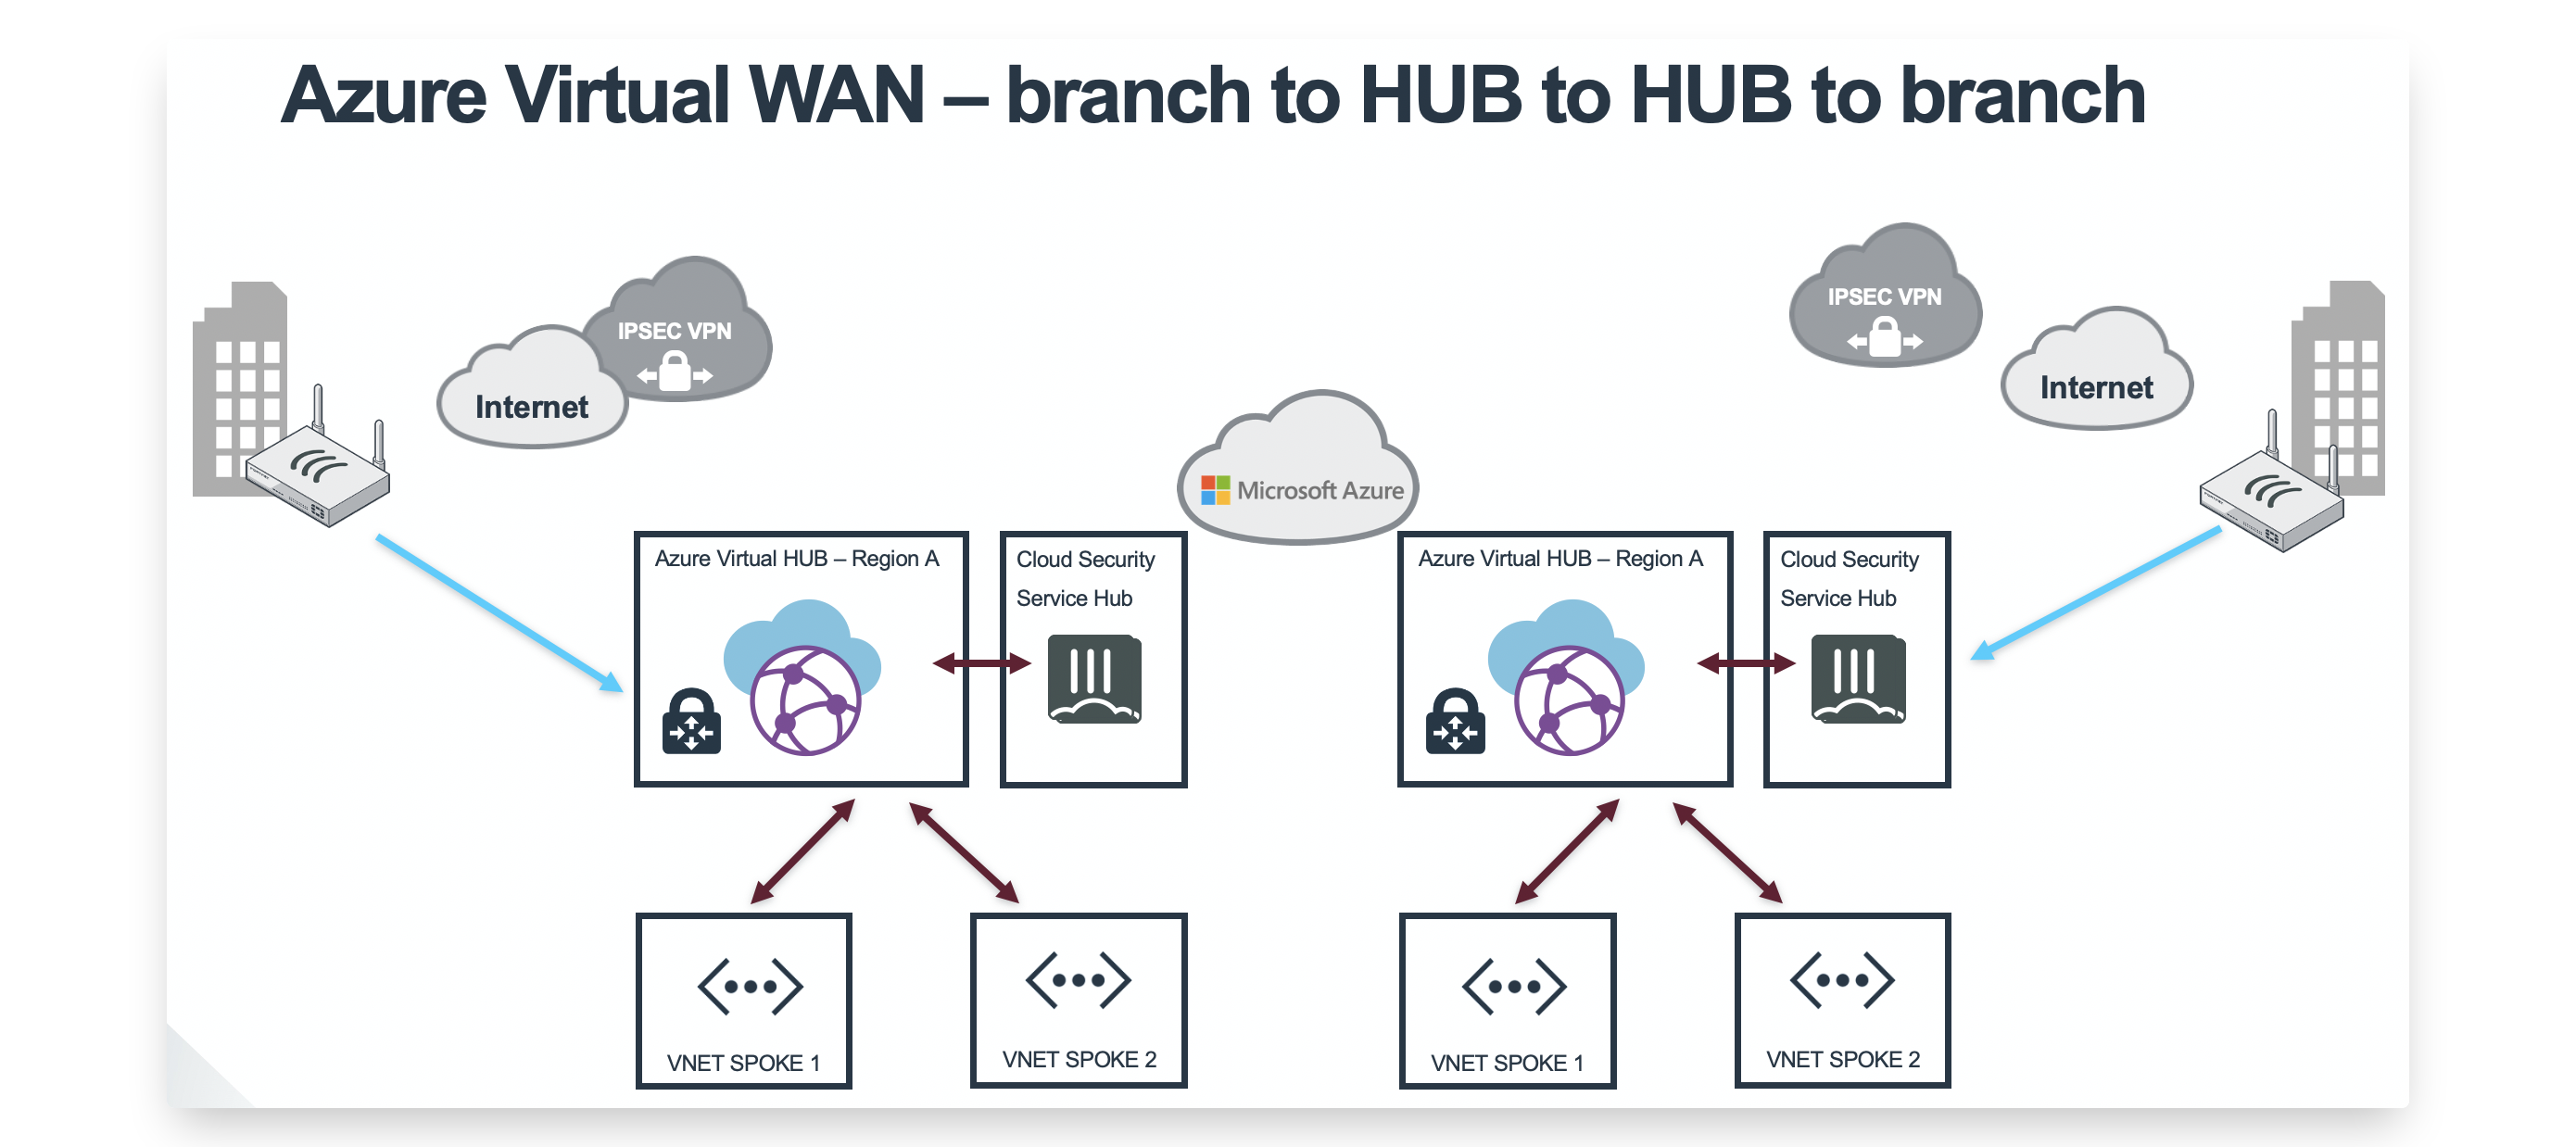 Azure Virtual WAN – branch to HUB to HUB to branch
IPSEC VPN
Internet
IPSEC VPN
Internet
Microsoft Azure
Azure Virtual HUB – Region A
Cloud Security
Service Hub
Azure Virtual HUB – Region A
Cloud Security
Service Hub
VNET SPOKE 1
VNET SPOKE 2
VNET SPOKE 1
VNET SPOKE 2